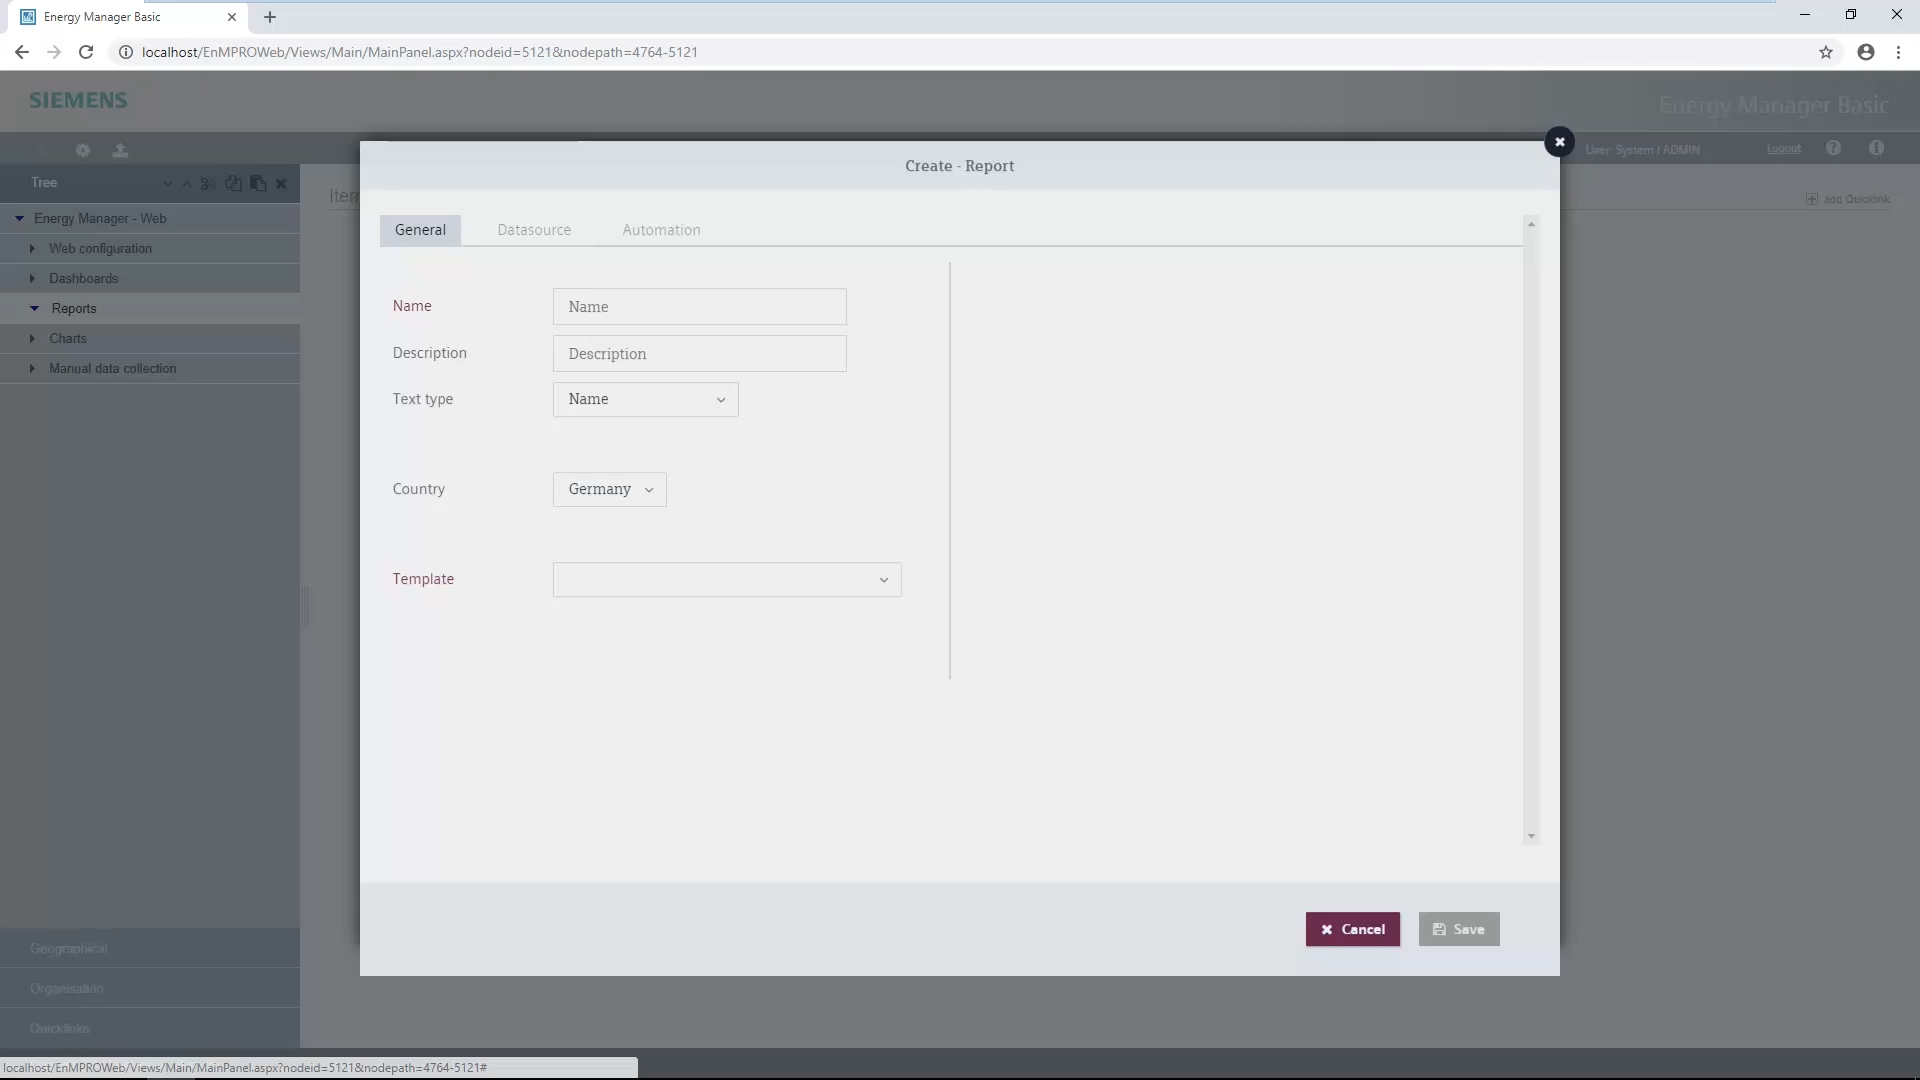 Energy Manager Basic
localhost/EnMPROWeb/Views/Main/MainPanel.aspx?nodeid=5121&nodepath=4764-5121
SIEMENS
Energy Manager Basic
User: System / ADMIN
Logout
Tree
Item
add Quicklink
Energy Manager - Web
Web configuration
Dashboards
Reports
Charts
Manual data collection
Create - Report
General
Datasource
Automation
Name
Name
Description
Description
Text type
Name
Country
Germany
Template
Cancel
Save
Geographical
Organisation
Quicklinks
localhost/EnMPROWeb/Views/Main/MainPanel.aspx?nodeid=5121&nodepath=4764-5121#